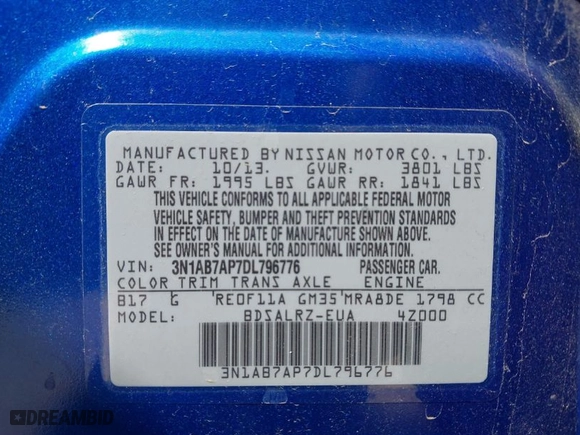 MANUFACTURED BY NISSAN MOTOR CO., LTD.
DATE: 10/13. GVWR: 3801 LBS
GAWR FR: 1995 LBS GAWR RR: 1841 LBS
THIS VEHICLE CONFORMS TO ALL APPLICABLE FEDERAL MOTOR
VEHICLE SAFETY, BUMPER AND THEFT PREVENTION STANDARDS
IN EFFECT ON THE DATE OF MANUFACTURE SHOWN ABOVE.
SEE OWNER'S MANUAL FOR ADDITIONAL INFORMATION.
VIN: 3N1AB7AP7DL796776 PASSENGER CAR.
COLOR TRIM TRANS AXLE ENGINE
B17 G RE0F11A GM35 MRA8DE 1798 CC
MODEL: BDSALRZ-EUA 4Z000
3N1AB7AP7DL796776
DREAMBID